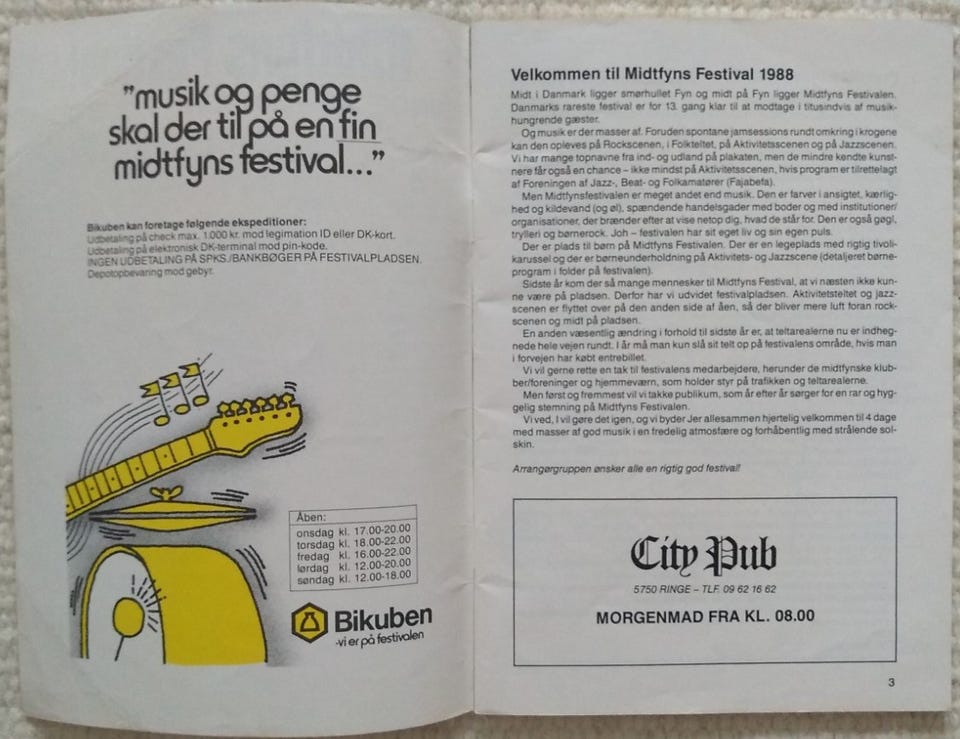 "musik og penge
skal der til på en fin
midtfyns festival..."
Bikuben kan foretage følgende ekspeditioner:
Udbetaling på check max. 1.000 kr. mod legimation ID eller DK-kort.
Udbetaling på elektronisk DK-terminal mod pin-kode.
INGEN UDBETALING PÅ SPKS./BANKBØGER PÅ FESTIVALPLADSEN.
Depotopbevaring mod gebyr.
Åben:
onsdag kl. 17.00-20.00
torsdag kl. 18.00-22.00
fredag kl. 16.00-22.00
lørdag kl. 12.00-20.00
søndag kl. 12.00-18.00
Bikuben
-vi er på festivalen
Velkommen til Midtfyns Festival 1988
Midt i Danmark ligger smørhullet Fyn og midt på Fyn ligger Midtfyns Festivalen.
Danmarks rareste festival er for 13. gang klar til at modtage i titusindvis af musik-
hungrende gæster.
Og musik er der masser af. Foruden spontane jamsessions rundt omkring i krogene
kan den opleves på Rockscenen, i Folkteltet, på Aktivitetsscenen og på Jazzscenen.
Vi har mange topnavne fra ind- og udland på plakaten, men de mindre kendte kunst-
nere får også en chance – ikke mindst på Aktivitetsscenen, hvis program er tilrettelagt
af Foreningen af Jazz-, Beat- og Folkamatører (Fajabefa).
Men Midtfynsfestivalen er meget andet end musik. Den er farver i ansigtet, kærlig-
hed og kildevand (og øl), spændende handelsgader med boder og med institutioner/
organisationer, der brænder efter at vise netop dig, hvad de står for. Den er også gøgl,
trylleri og børnerock. Joh – festivalen har sit eget liv og sin egen puls.
Der er plads til børn på Midtfyns Festivalen. Der er en legeplads med rigtig tivoli-
karussel og der er børneunderholdning på Aktivitets- og Jazzscene (detaljeret børne-
program i folder på festivalen).
Sidste år kom der så mange mennesker til Midtfyns Festival, at vi næsten ikke kun-
ne være på pladsen. Derfor har vi udvidet festivalpladsen. Aktivitetsteltet og jazz-
scenen er flyttet over på den anden side af åen, så der bliver mere luft foran rock-
scenen og midt på pladsen.
En anden væsentlig ændring i forhold til sidste år er, at teltarealerne nu er indheg-
nede hele vejen rundt. I år må man kun slå sit telt op på festivalens område, hvis man
i forvejen har købt entrebillet.
Vi vil gerne rette en tak til festivalens medarbejdere, herunder de midtfynske klub-
ber/foreninger og hjemmeværn, som holder styr på trafikken og teltarealerne.
Men først og fremmest vil vi takke publikum, som år efter år sørger for en rar og hyg-
gelig stemning på Midtfyns Festivalen.
Vi ved, I vil gøre det igen, og vi byder Jer allesammen hjertelig velkommen til 4 dage
med masser af god musik i en fredelig atmosfære og forhåbentlig med strålende sol-
skin.
Arrangørgruppen ønsker alle en rigtig god festival!
City Pub
5750 RINGE – TLF. 09 62 16 62
MORGENMAD FRA KL. 08.00
3